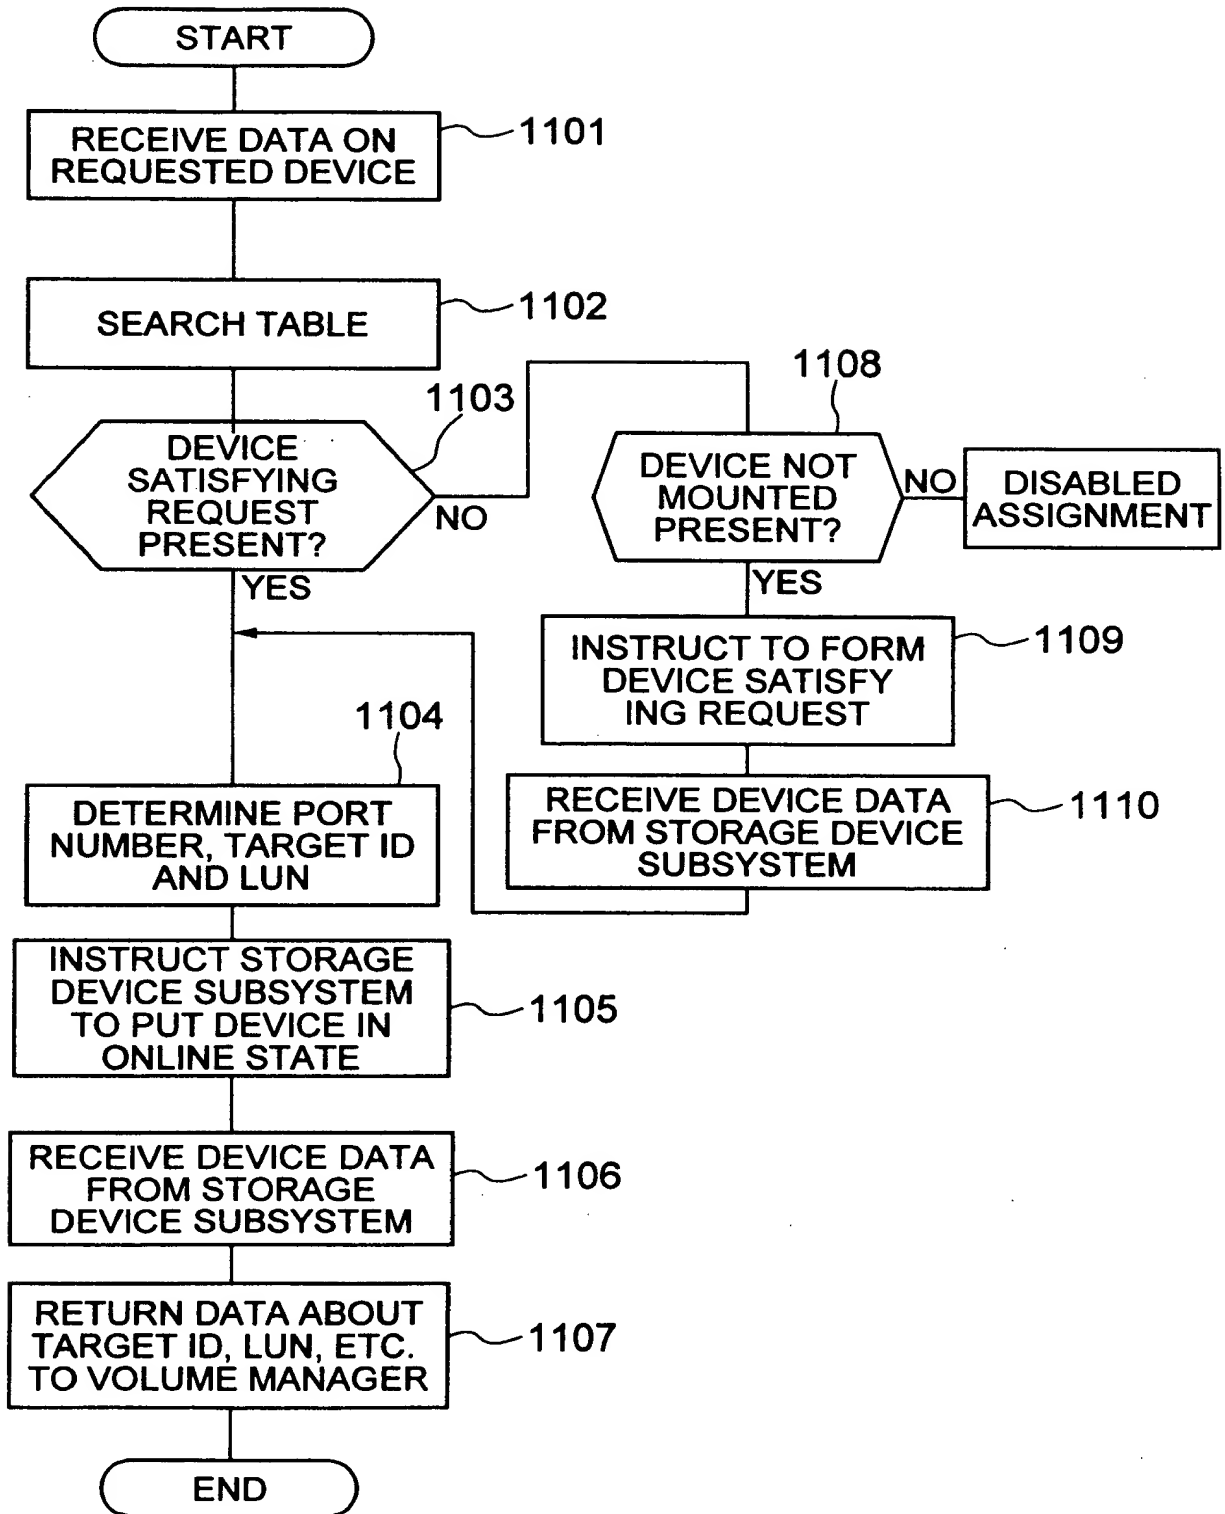 START
RECEIVE DATA ON
REQUESTED DEVICE
1101
SEARCH TABLE
1102
DEVICE
SATISFYING
REQUEST
PRESENT?
1103
NO
YES
1108
DEVICE NOT
MOUNTED
PRESENT?
NO
DISABLED
ASSIGNMENT
YES
INSTRUCT TO FORM
DEVICE SATISFY
ING REQUEST
1109
RECEIVE DEVICE DATA
FROM STORAGE DEVICE
SUBSYSTEM
1110
1104
DETERMINE PORT
NUMBER, TARGET ID
AND LUN
INSTRUCT STORAGE
DEVICE SUBSYSTEM
TO PUT DEVICE IN
ONLINE STATE
1105
RECEIVE DEVICE DATA
FROM STORAGE
DEVICE SUBSYSTEM
1106
RETURN DATA ABOUT
TARGET ID, LUN, ETC.
TO VOLUME MANAGER
1107
END